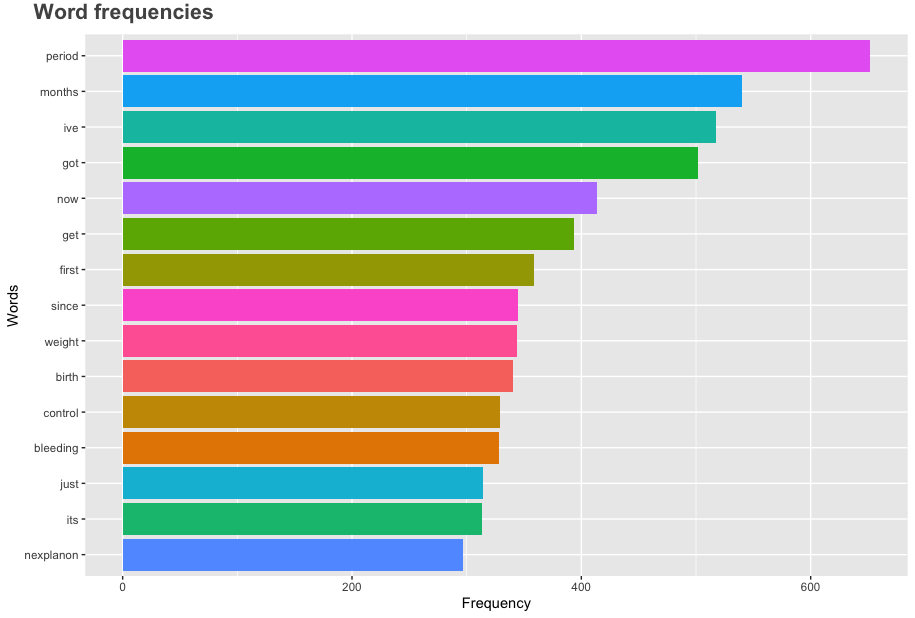 Word frequencies
Words
period
months
ive
got
now
get
first
since
weight
birth
control
bleeding
just
its
nexplanon
0 200 400 600
Frequency